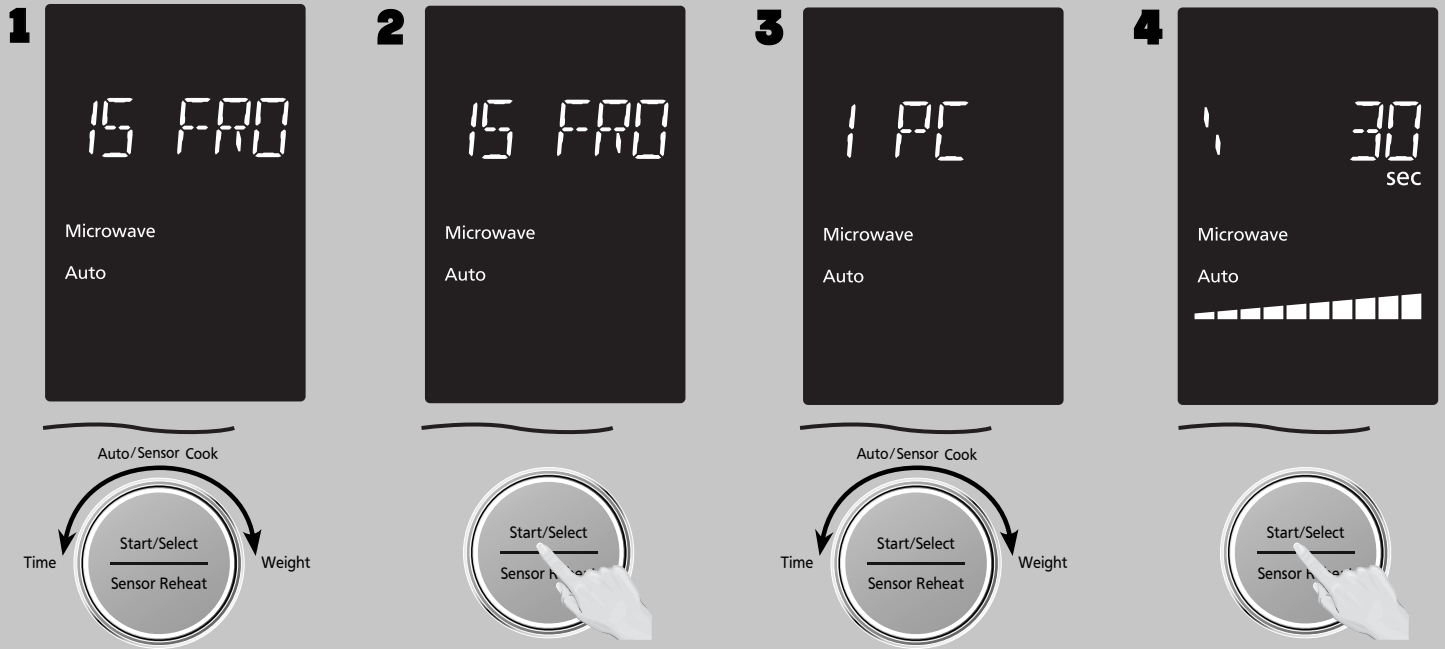 1
15 FRO
Microwave
Auto
Auto/Sensor Cook
Time
Start/Select
Sensor Reheat
Weight
2
15 FRO
Microwave
Auto
Start/Select
Sensor
3
1 PC
Microwave
Auto
Auto/Sensor Cook
Time
Start/Select
Sensor Reheat
Weight
4
30
sec
Microwave
Auto
Start/Select
Sensor